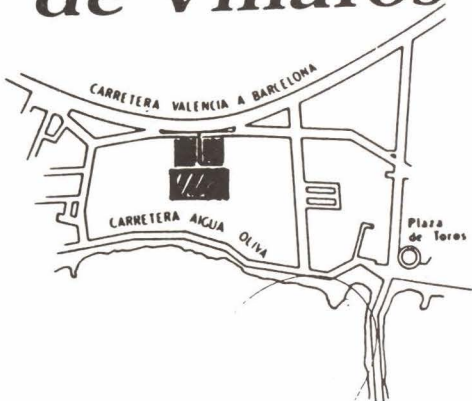 de Vinaròs
CARRETERA VALENCIA A BARCELONA
CARRETERA AIGUA OLIVA
Plaza
de Toros